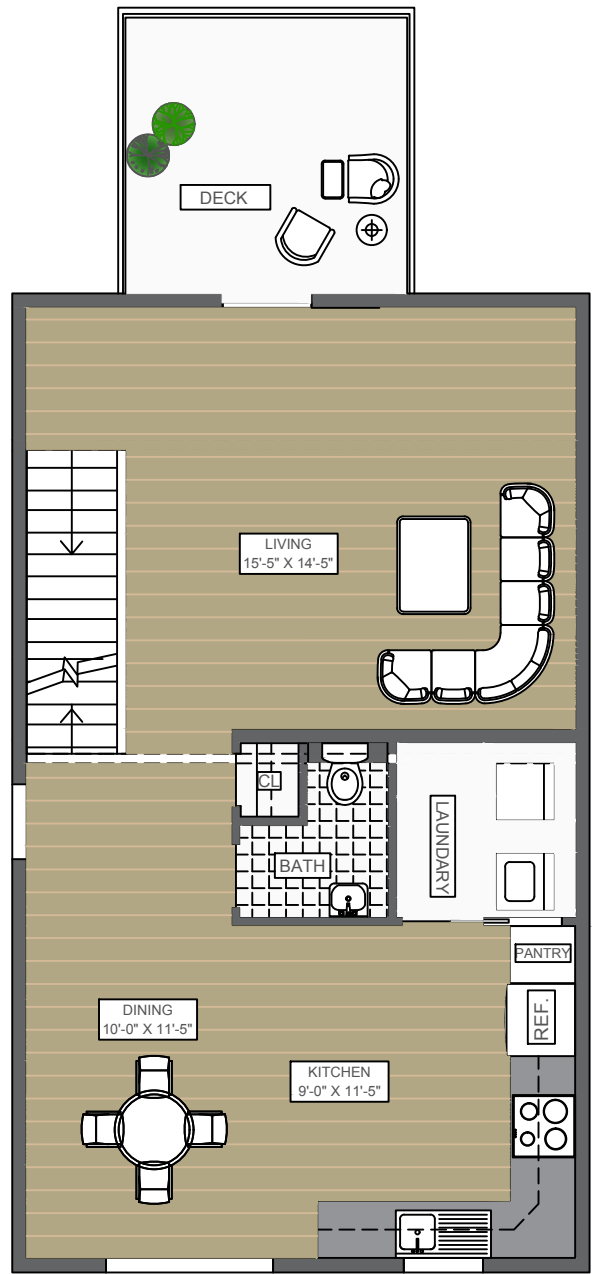 DECK
LIVING
15'-5" X 14'-5"
CL
LAUNDARY
BATH
PANTRY
REF.
DINING
10'-0" X 11'-5"
KITCHEN
9'-0" X 11'-5"